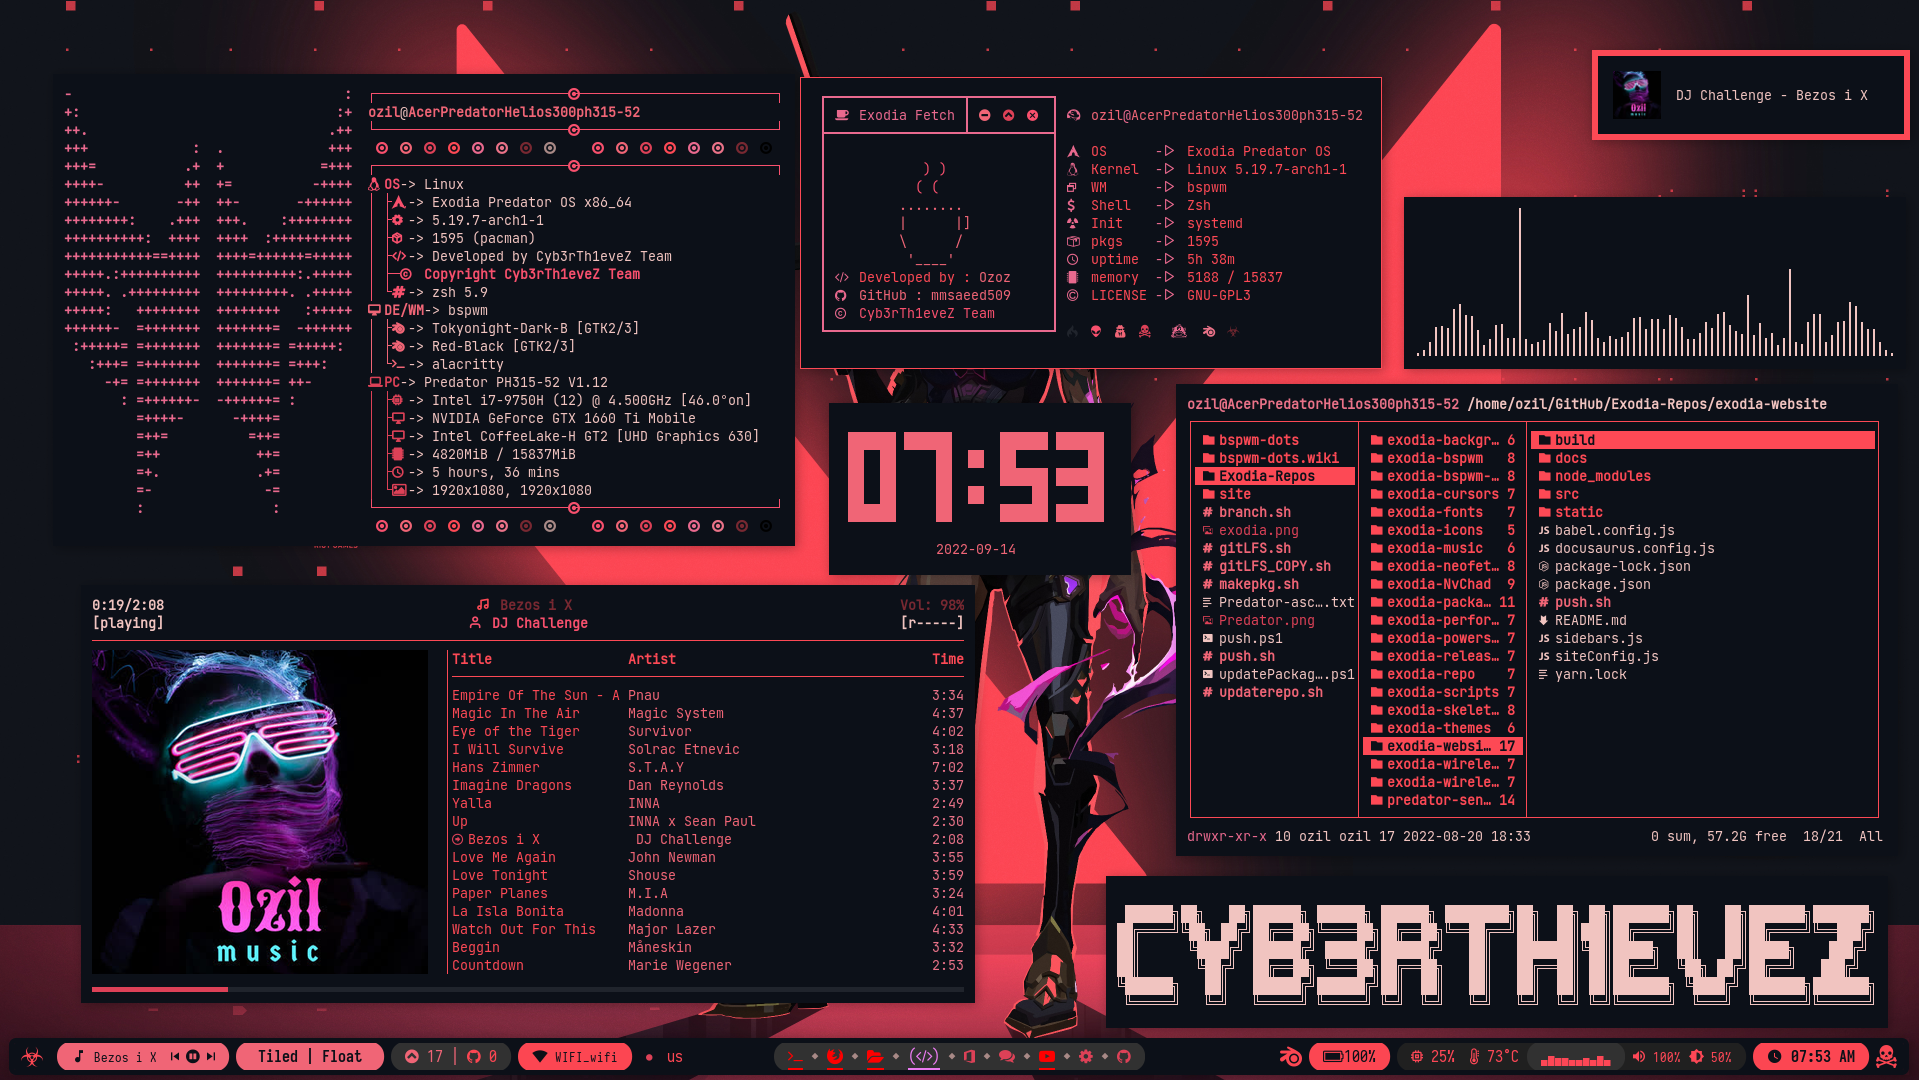 ozil@AcerPredatorHelios300ph315-52
OS-> Linux
-> Exodia Predator OS x86_64
-> 5.19.7-arch1-1
-> 1595 (pacman)
-> Developed by Cyb3rTh1eveZ Team
Copyright Cyb3rTh1eveZ Team
-> zsh 5.9
DE/WM-> bspwm
-> Tokyonight-Dark-B [GTK2/3]
-> Red-Black [GTK2/3]
-> alacritty
PC-> Predator PH315-52 V1.12
-> Intel i7-9750H (12) @ 4.500GHz [46.0°on]
-> NVIDIA GeForce GTX 1660 Ti Mobile
-> Intel CoffeeLake-H GT2 [UHD Graphics 630]
-> 4820MiB / 15837MiB
-> 5 hours, 36 mins
-> 1920x1080, 1920x1080
Exodia Fetch
</> Developed by : Ozoz
GitHub : mmsaeed509
Cyb3rTh1eveZ Team
ozil@AcerPredatorHelios300ph315-52
OS -> Exodia Predator OS
Kernel -> Linux 5.19.7-arch1-1
WM -> bspwm
Shell -> Zsh
Init -> systemd
pkgs -> 1595
uptime -> 5h 38m
memory -> 5188 / 15837
LICENSE -> GNU-GPL3
DJ Challenge - Bezos i X
07:53
2022-09-14
ozil@AcerPredatorHelios300ph315-52 /home/ozil/GitHub/Exodia-Repos/exodia-website
bspwm-dots
bspwm-dots.wiki
Exodia-Repos
site
branch.sh
exodia.png
gitLFS.sh
gitLFS_COPY.sh
makepkg.sh
Predator-asc….txt
Predator.png
push.ps1
push.sh
updatePackag….ps1
updaterepo.sh
exodia-backgr… 6
exodia-bspwm 8
exodia-bspwm-… 8
exodia-cursors 7
exodia-fonts 7
exodia-icons 5
exodia-music 6
exodia-neofet… 8
exodia-NvChad 9
exodia-packa… 11
exodia-perfor… 7
exodia-powers… 7
exodia-releas… 7
exodia-repo 7
exodia-scripts 7
exodia-skelet… 8
exodia-themes 6
exodia-websi… 17
exodia-wirele… 7
exodia-wirele… 7
predator-sen… 14
build
docs
node_modules
src
static
babel.config.js
docusaurus.config.js
package-lock.json
package.json
push.sh
README.md
sidebars.js
siteConfig.js
yarn.lock
drwxr-xr-x 10 ozil ozil 17 2022-08-20 18:33 0 sum, 57.2G free 18/21 All
0:19/2:08 Bezos i X Vol: 98%
[playing] DJ Challenge [r-----]
Title Artist Time
Empire Of The Sun - A Pnau 3:34
Magic In The Air Magic System 4:37
Eye of the Tiger Survivor 4:02
I Will Survive Solrac Etnevic 3:18
Hans Zimmer S.T.A.Y 7:02
Imagine Dragons Dan Reynolds 3:37
Yalla INNA 2:49
Up INNA x Sean Paul 2:30
Bezos i X DJ Challenge 2:08
Love Me Again John Newman 3:55
Love Tonight Shouse 3:59
Paper Planes M.I.A 3:24
La Isla Bonita Madonna 4:01
Watch Out For This Major Lazer 4:33
Beggin Måneskin 3:32
Countdown Marie Wegener 2:53
Ozil
music
CYB3RTH1EVEZ
Bezos i X Tiled | Float 17 | 0 WIFI_wifi us 100% 25% 73°C 100% 50% 07:53 AM